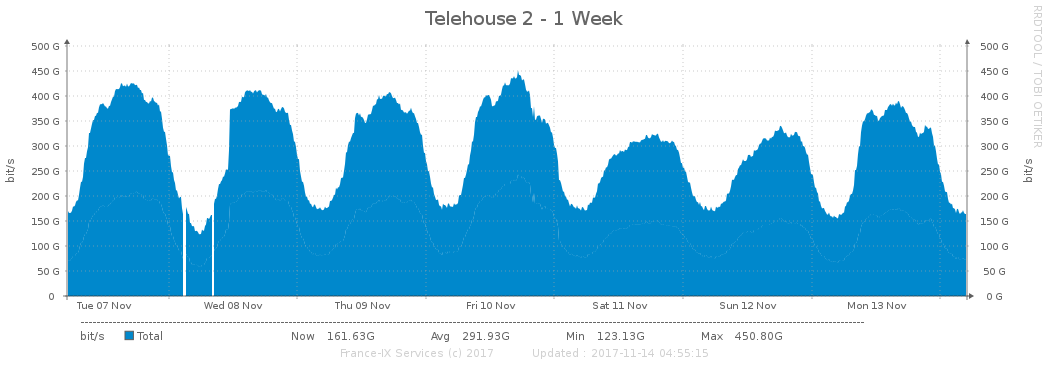 Telehouse 2 - 1 Week
RRDTOOL / TOBI OETIKER
500 G 500 G
450 G 450 G
400 G 400 G
350 G 350 G
300 G 300 G
250 G 250 G
200 G 200 G
150 G 150 G
100 G 100 G
50 G 50 G
0 0 G
bit/s bit/s
Tue 07 Nov Wed 08 Nov Thu 09 Nov Fri 10 Nov Sat 11 Nov Sun 12 Nov Mon 13 Nov
bit/s Total Now 161.63G Avg 291.93G Min 123.13G Max 450.80G
France-IX Services (c) 2017 Updated : 2017-11-14 04:55:15